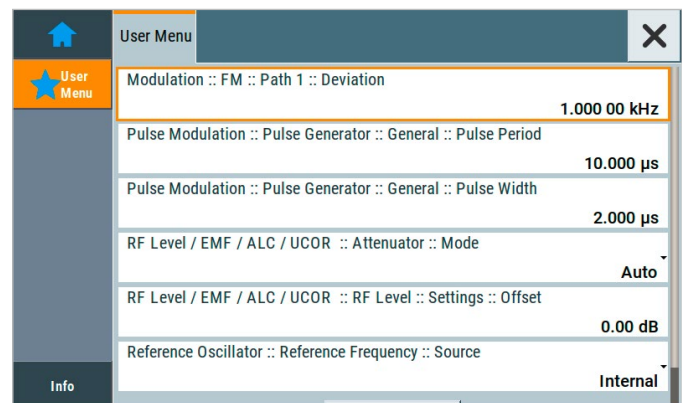 User Menu
User
Menu
Modulation :: FM :: Path 1 :: Deviation
1.000 00 kHz
Pulse Modulation :: Pulse Generator :: General :: Pulse Period
10.000 µs
Pulse Modulation :: Pulse Generator :: General :: Pulse Width
2.000 µs
RF Level / EMF / ALC / UCOR :: Attenuator :: Mode
Auto
RF Level / EMF / ALC / UCOR :: RF Level :: Settings :: Offset
0.00 dB
Reference Oscillator :: Reference Frequency :: Source
Internal
Info